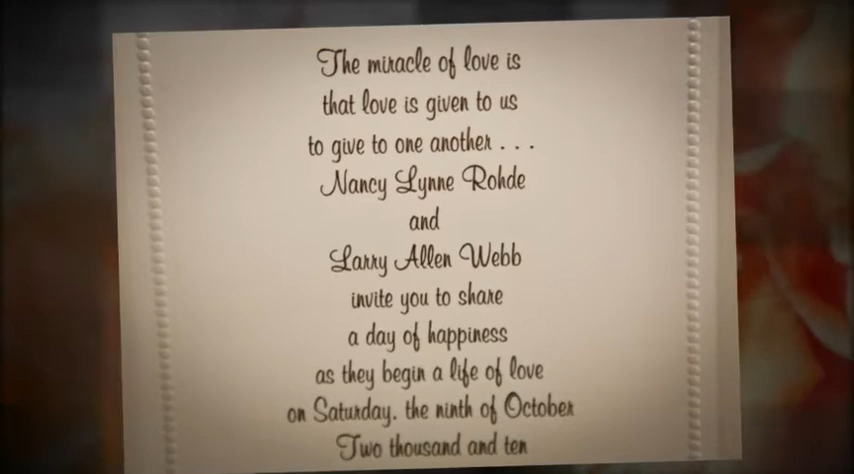 The miracle of love is
that love is given to us
to give to one another . . .
Nancy Lynne Rohde
and
Larry Allen Webb
invite you to share
a day of happiness
as they begin a life of love
on Saturday, the ninth of October
Two thousand and ten